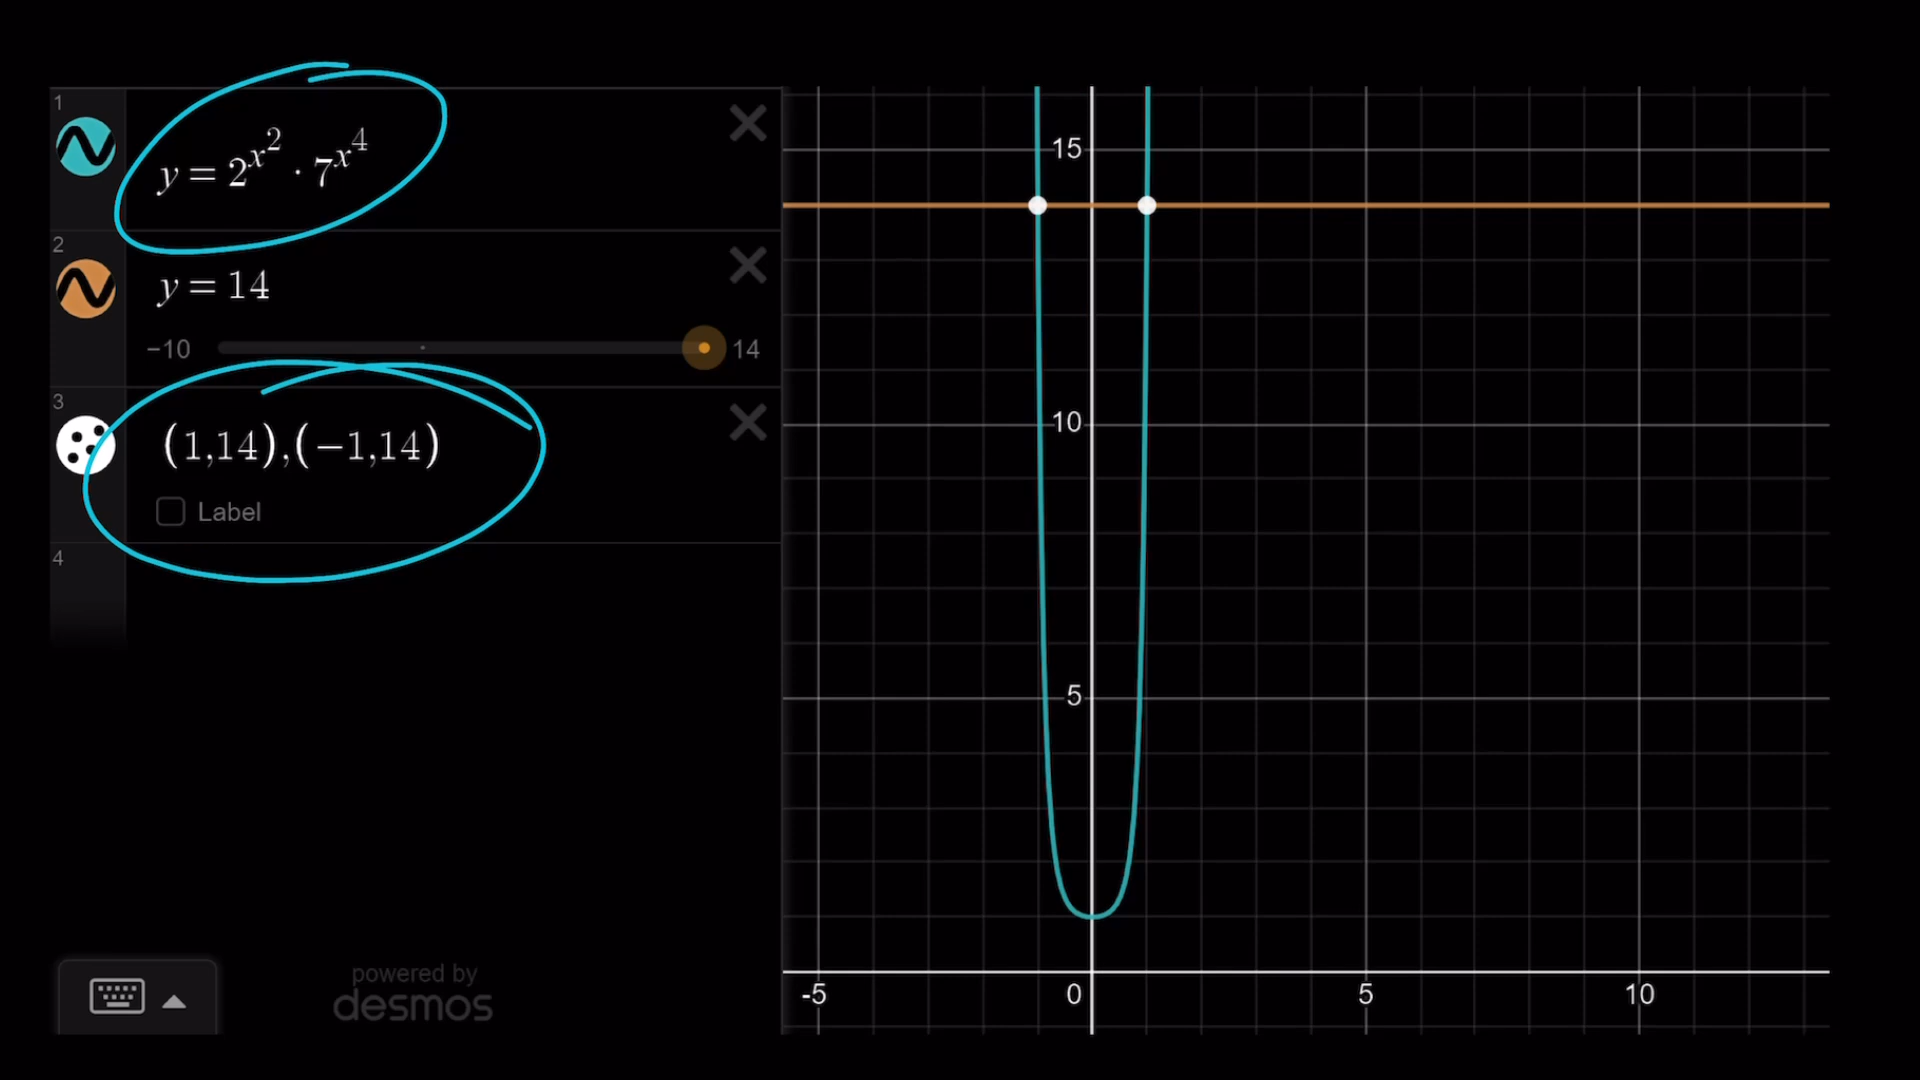 1
y = 2^{x^2} · 7^{x^4}
2
y = 14
−10 14
3
(1,14),(−1,14)
Label
4
powered by
desmos
15
10
5
-5 0 5 10